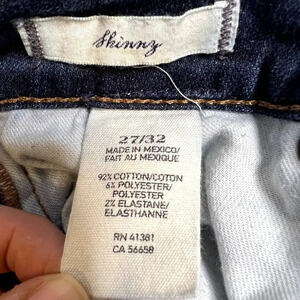 Skinny
27/32
MADE IN MEXICO/
FAIT AU MEXIQUE
92% COTTON/COTON
6% POLYESTER/
POLYESTER
2% ELASTANE/
ELASTHANNE
RN 41381
CA 56658